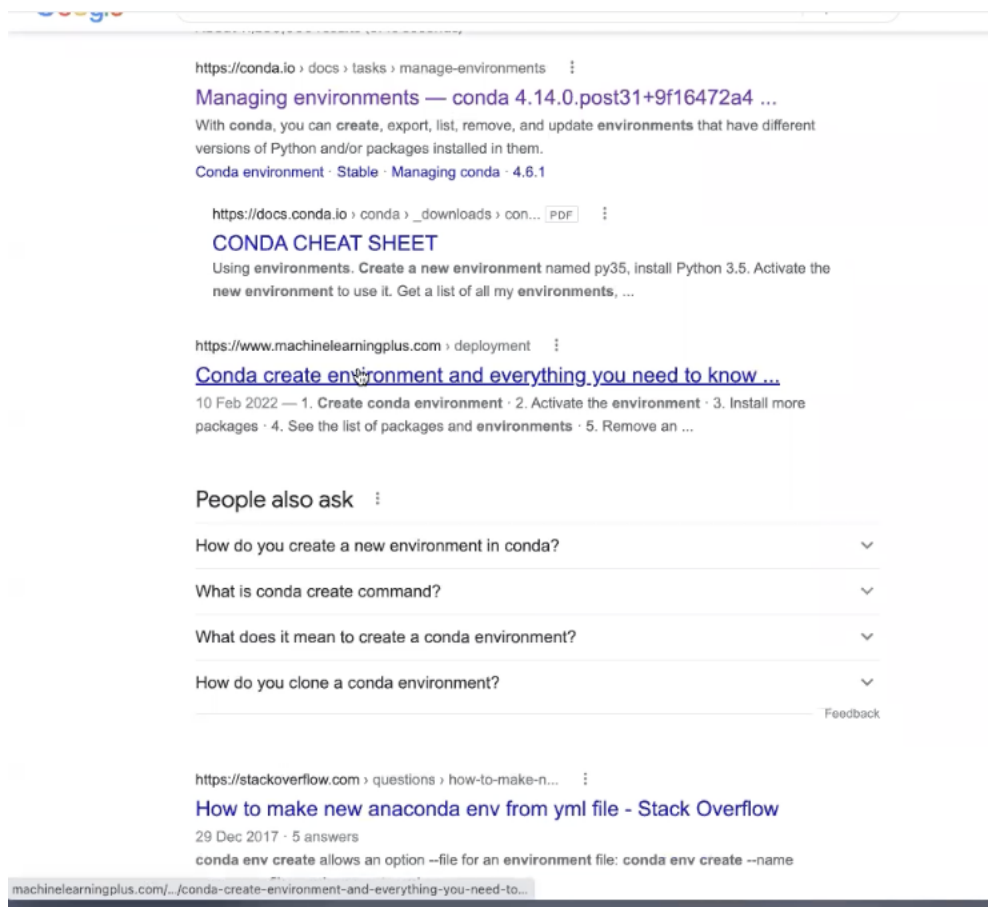 https://conda.io › docs › tasks › manage-environments
Managing environments — conda 4.14.0.post31+9f16472a4 ...
With conda, you can create, export, list, remove, and update environments that have different
versions of Python and/or packages installed in them.
Conda environment · Stable · Managing conda · 4.6.1
https://docs.conda.io › conda › _downloads › con... PDF
CONDA CHEAT SHEET
Using environments. Create a new environment named py35, install Python 3.5. Activate the
new environment to use it. Get a list of all my environments, ...
https://www.machinelearningplus.com › deployment
Conda create environment and everything you need to know ...
10 Feb 2022 — 1. Create conda environment · 2. Activate the environment · 3. Install more
packages · 4. See the list of packages and environments · 5. Remove an ...
People also ask
How do you create a new environment in conda?
What is conda create command?
What does it mean to create a conda environment?
How do you clone a conda environment?
Feedback
https://stackoverflow.com › questions › how-to-make-n...
How to make new anaconda env from yml file - Stack Overflow
29 Dec 2017 · 5 answers
conda env create allows an option --file for an environment file: conda env create --name
machinelearningplus.com/.../conda-create-environment-and-everything-you-need-to...